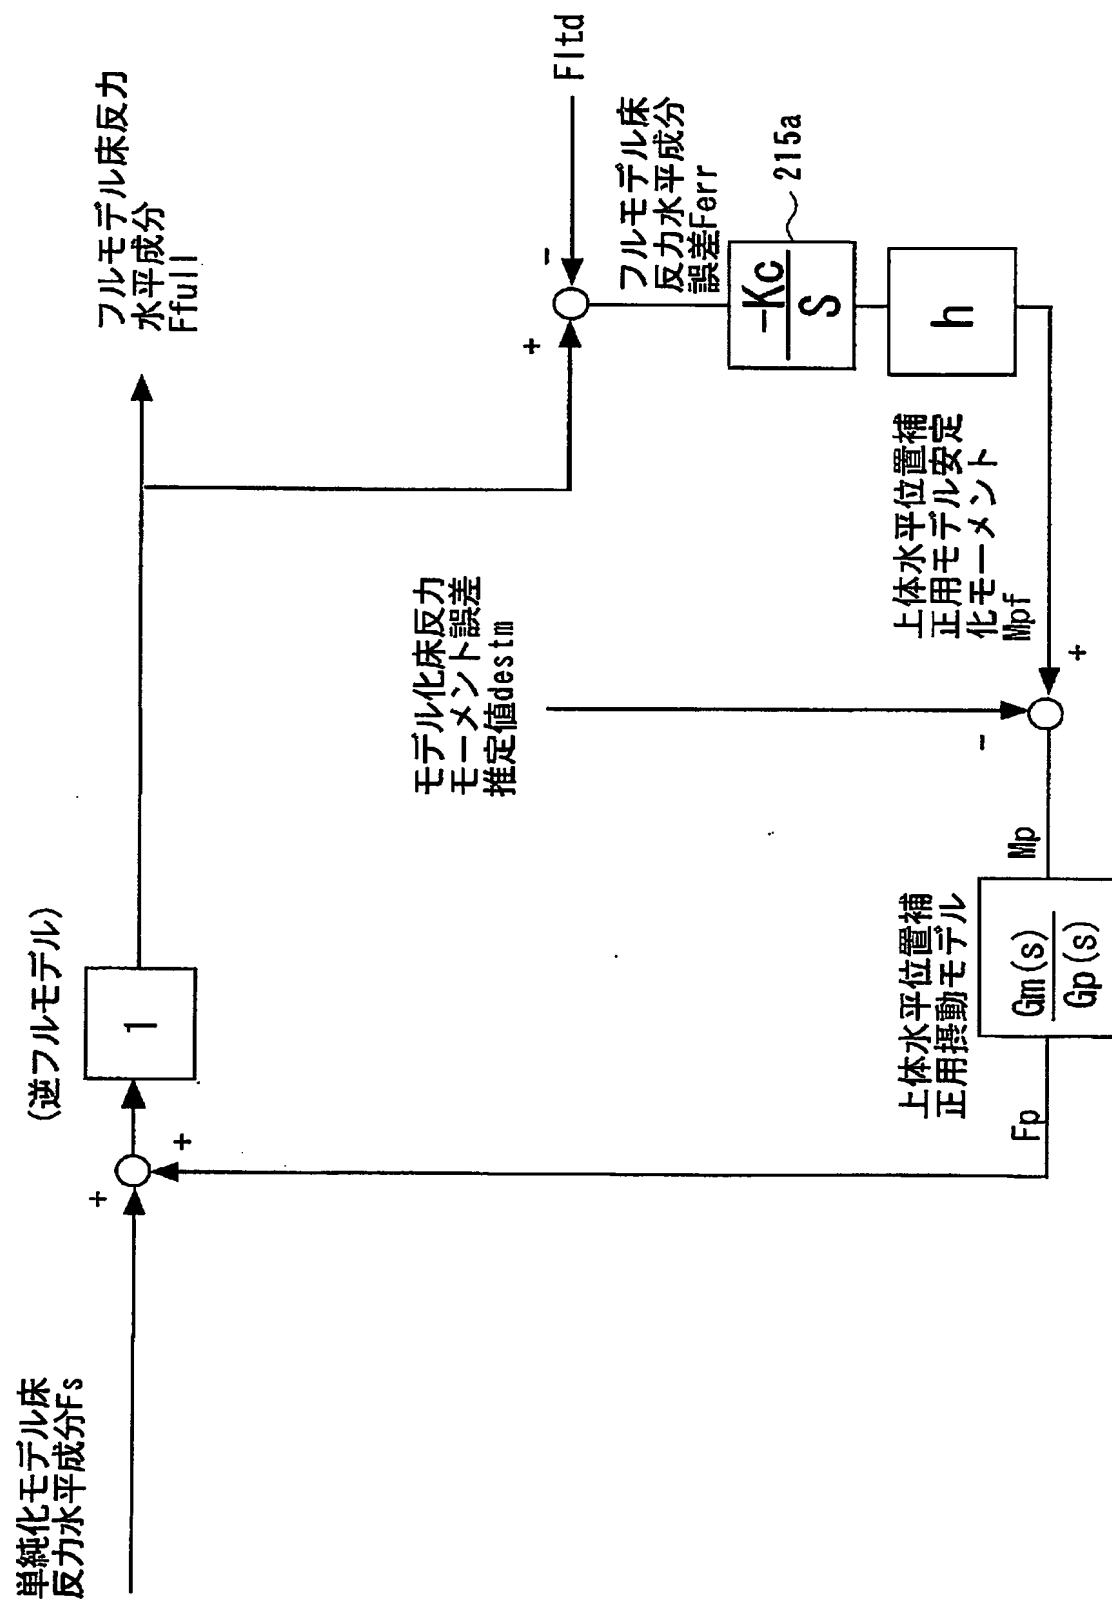 単純化モデル床
反力水平成分Fs
+
+
(逆フルモデル)
1
フルモデル床反力
水平成分
Ffull
モデル化床反力
モーメント誤差
推定値destm
+
-
Fltd
フルモデル床
反力水平成分
誤差Ferr
215a
-Kc
S
h
上体水平位置補
正用モデル安定
化モーメント
Mpf
+
-
Mp
上体水平位置補
正用摂動モデル
Gm(s)
Gp(s)
Fp